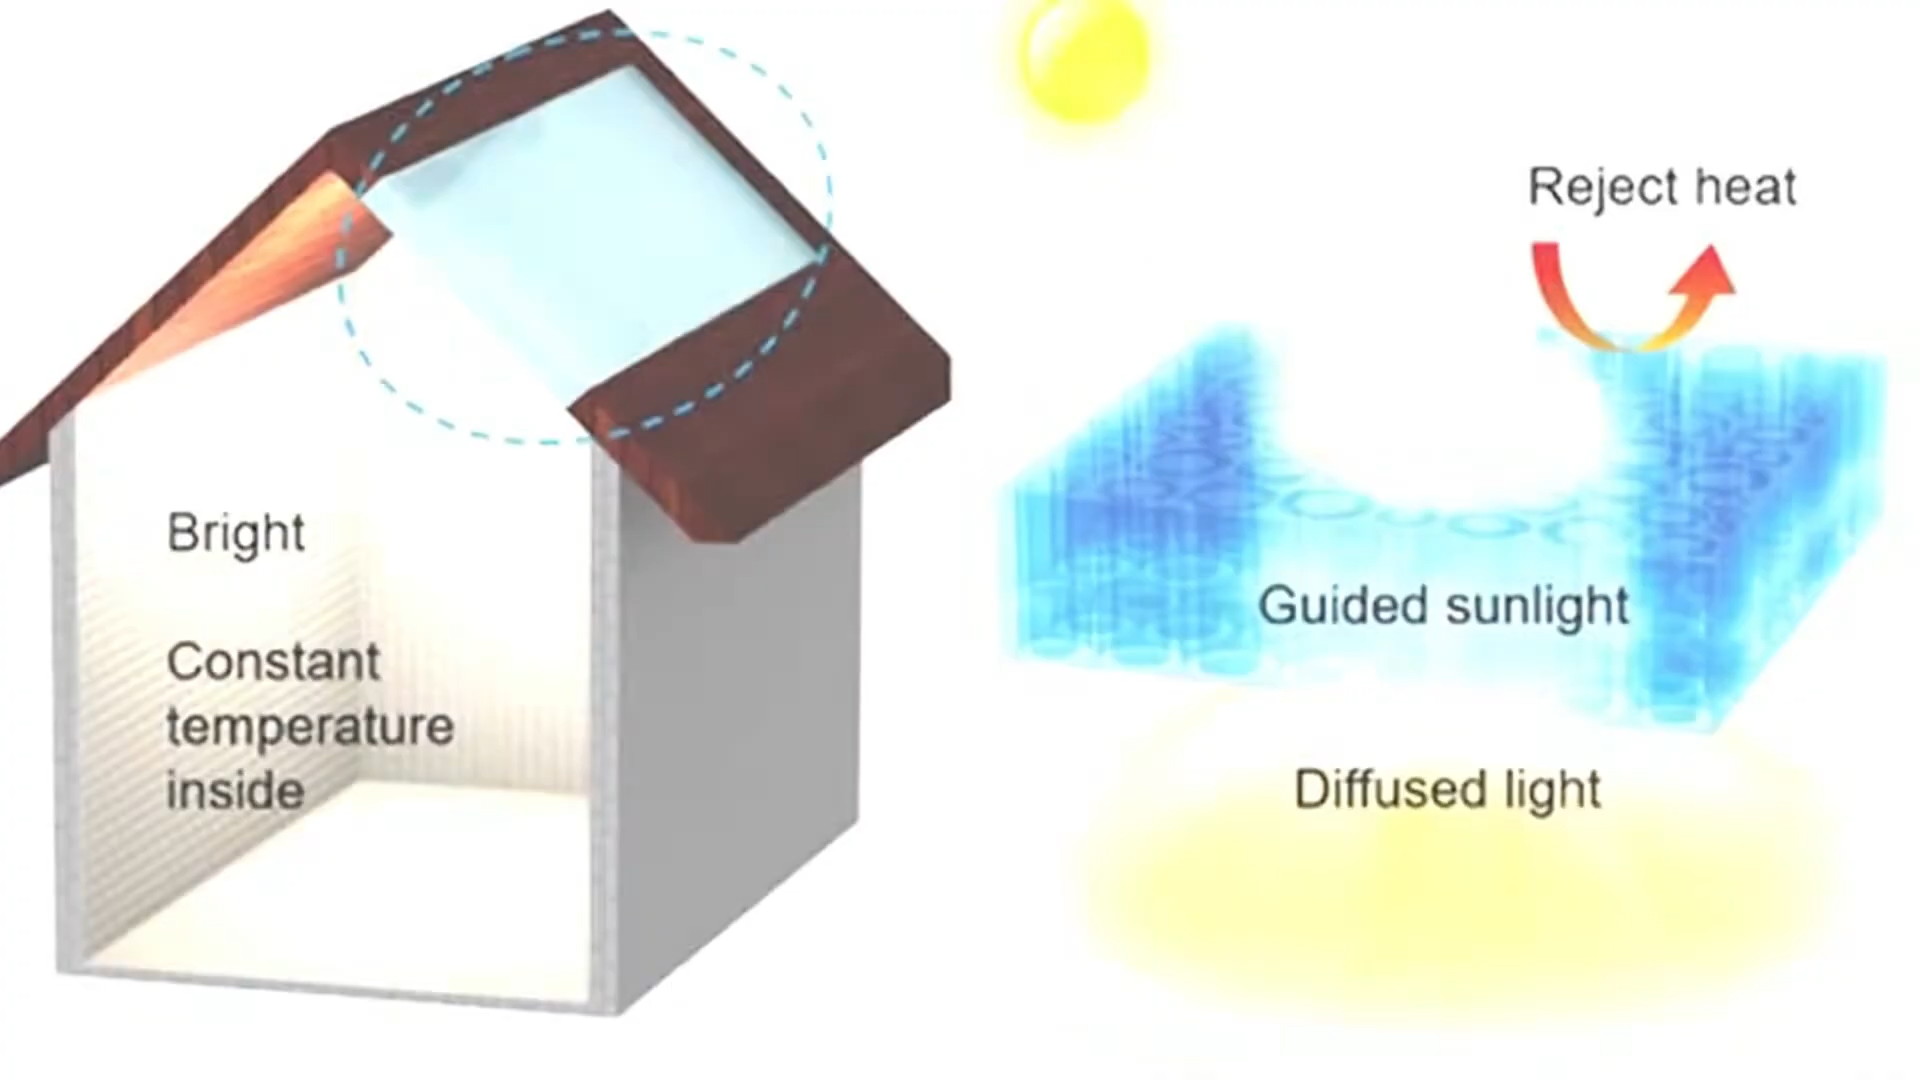 Bright
Constant
temperature
inside
Reject heat
Guided sunlight
Diffused light